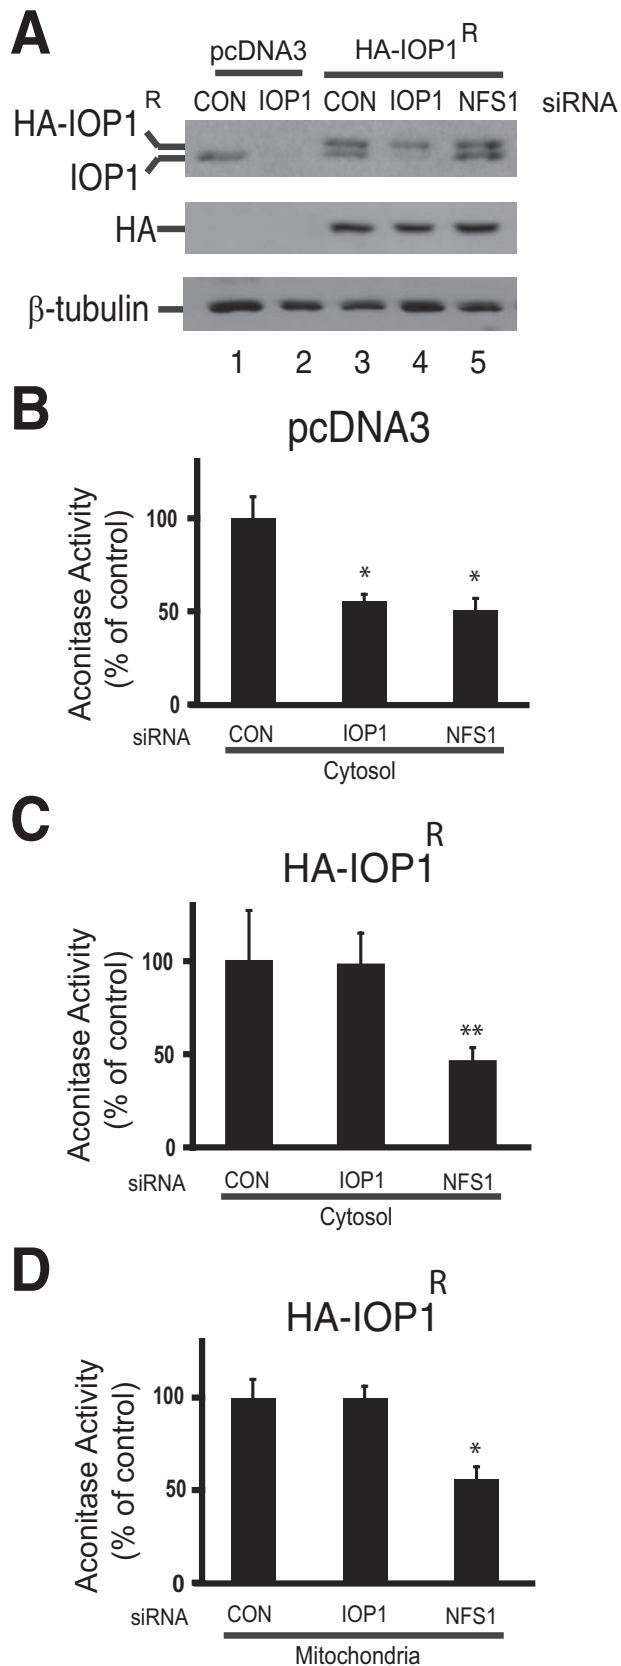 A
pcDNA3 HA-IOP1R
CON IOP1 CON IOP1 NFS1 siRNA
HA-IOP1R
IOP1
HA
β-tubulin
1 2 3 4 5
B
pcDNA3
Aconitase Activity
(% of control)
100
*
*
50
0
siRNA CON IOP1 NFS1
Cytosol
C
HA-IOP1R
Aconitase Activity
(% of control)
100
**
50
0
siRNA CON IOP1 NFS1
Cytosol
D
HA-IOP1R
Aconitase Activity
(% of control)
100
*
50
0
siRNA CON IOP1 NFS1
Mitochondria